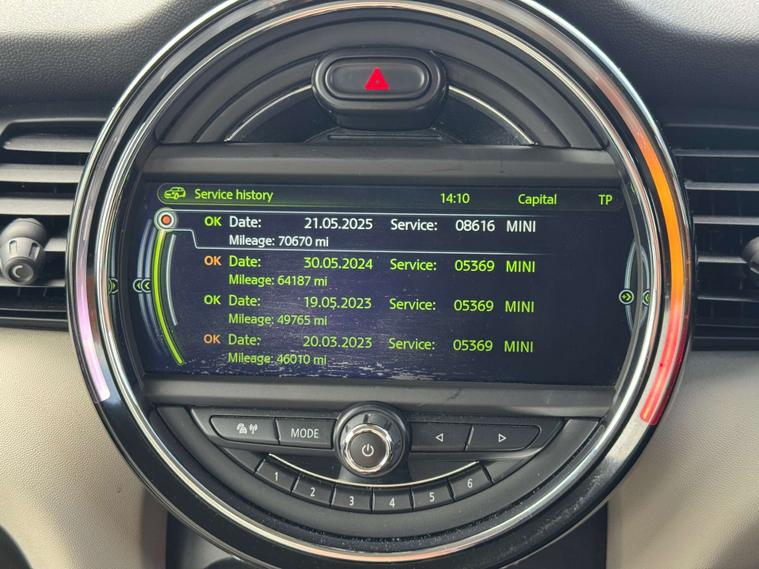 Service history 14:10 Capital TP
OK Date: 21.05.2025 Service: 08616 MINI
Mileage: 70670 mi
OK Date: 30.05.2024 Service: 05369 MINI
Mileage: 64187 mi
OK Date: 19.05.2023 Service: 05369 MINI
Mileage: 49765 mi
OK Date: 20.03.2023 Service: 05369 MINI
Mileage: 46010 mi
MODE
1 2 3 4 5 6